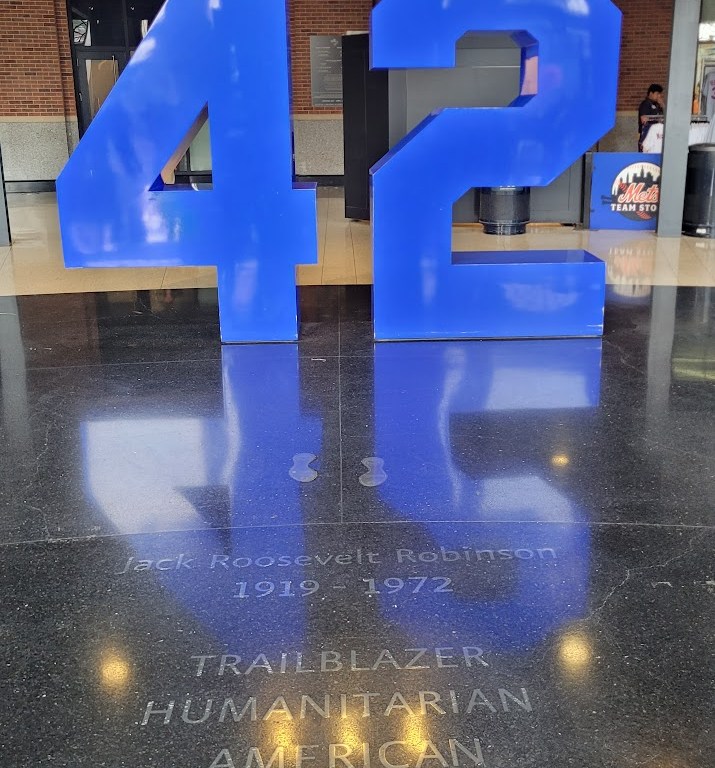 42
Mets
TEAM STO
Jack Roosevelt Robinson
1919 - 1972
TRAILBLAZER
HUMANITARIAN
AMERICAN